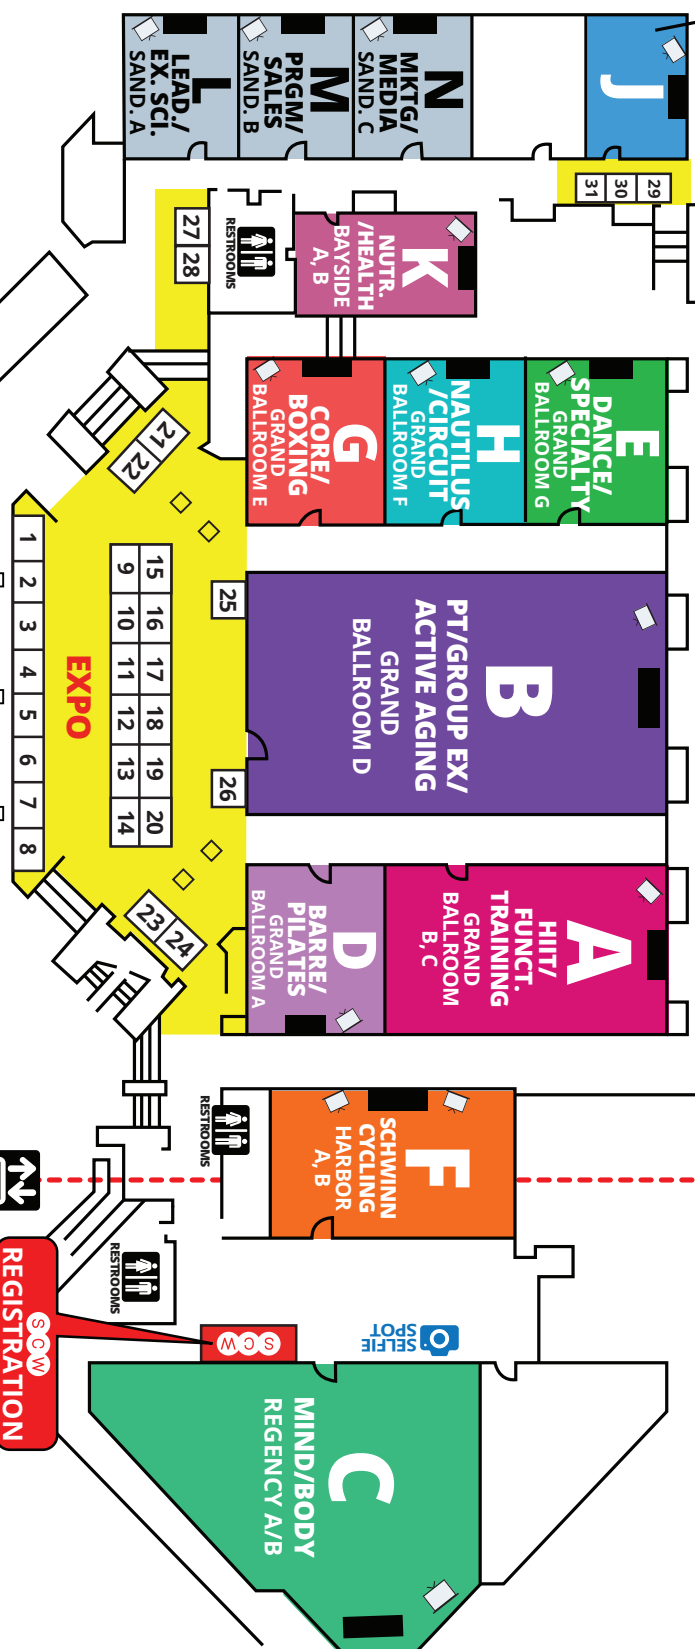 L
LEAD./
EX. SCI.
SAND. A
M
PRGM/
SALES
SAND. B
N
MKTG/
MEDIA
SAND. C
J
29
30
31
27
28
RESTROOMS
K
NUTR.
/HEALTH
BAYSIDE
A, B
G
CORE/
BOXING
GRAND
BALLROOM E
H
NAUTILUS
/CIRCUIT
GRAND
BALLROOM F
E
DANCE/
SPECIALTY
GRAND
BALLROOM G
21
22
25
26
B
PT/GROUP EX/
ACTIVE AGING
GRAND
BALLROOM D
15
16
17
18
19
20
9
10
11
12
13
14
EXPO
1
2
3
4
5
6
7
8
23
24
D
BARRE/
PILATES
GRAND
BALLROOM A
A
HIIT/
FUNCT.
TRAINING
GRAND
BALLROOM
B, C
RESTROOMS
F
SCHWINN
CYCLING
HARBOR
A, B
RESTROOMS
SCW
REGISTRATION
SCW
SELFIE
SPOT
C
MIND/BODY
REGENCY A/B